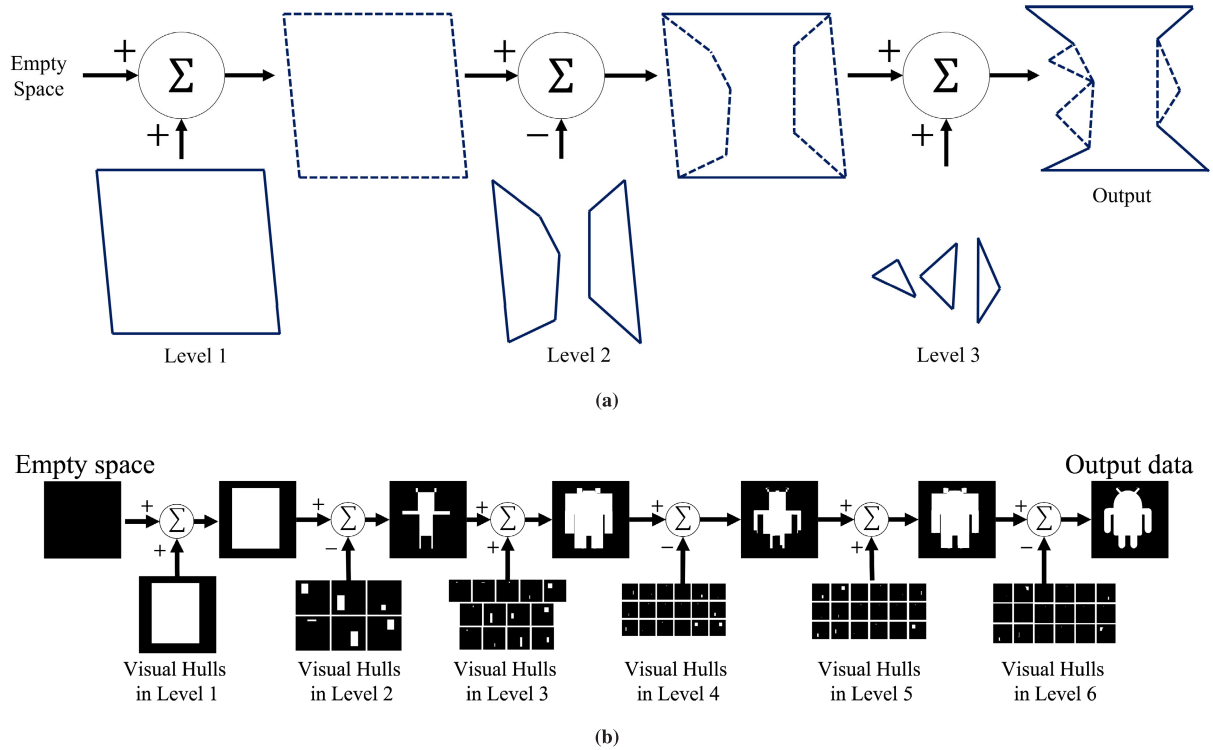 Empty
Space
+
Σ
+
+
Σ
−
+
Σ
+
Output
Level 1
Level 2
Level 3
(a)
Empty space
Output data
+
Σ
+
+
Σ
−
+
Σ
+
+
Σ
−
+
Σ
+
+
Σ
−
Visual Hulls
in Level 1
Visual Hulls
in Level 2
Visual Hulls
in Level 3
Visual Hulls
in Level 4
Visual Hulls
in Level 5
Visual Hulls
in Level 6
(b)